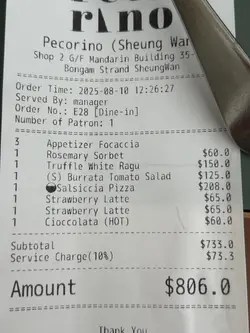 rıno
Pecorino (Sheung Wan
Shop 2 G/F Mandarin Building 35-
Bongam Strand SheungWan
Order Time: 2025-08-10 12:26:27
Served By: manager
Order No.: E28 [Dine-in]
Number of Patron: 1
3 Appetizer Focaccia
1 Rosemary Sorbet $60.0
1 Truffle White Ragu $150.0
1 (S) Burrata Tomato Salad $125.0
1 Salsiccia Pizza $208.0
1 Strawberry Latte $65.0
1 Strawberry Latte $65.0
1 Cioccolata (HOT) $60.0
Subtotal $733.0
Service Charge(10%) $73.3
Amount $806.0
Thank You